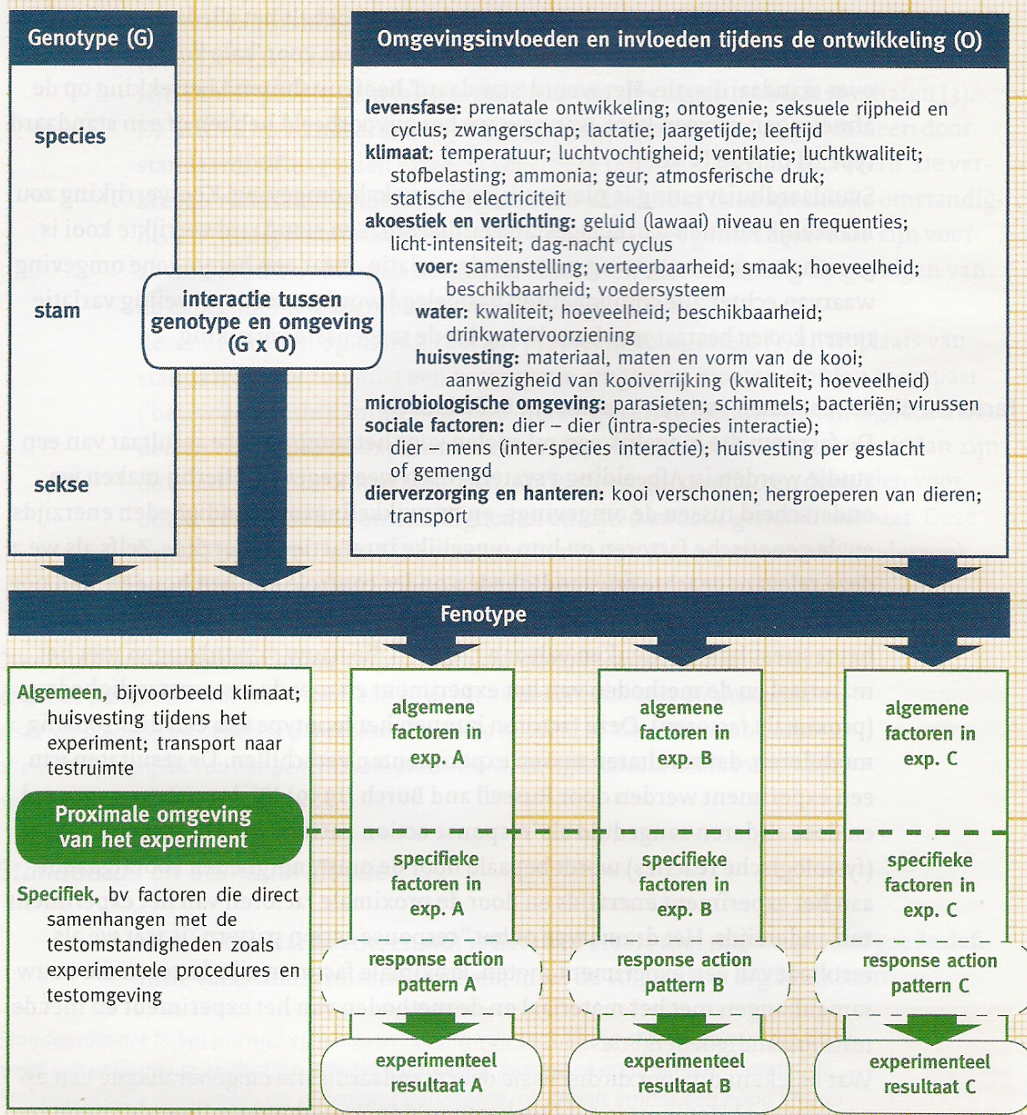 Genotype (G)
species
stam
sekse
interactie tussen
genotype en omgeving
(G x O)
Omgevingsinvloeden en invloeden tijdens de ontwikkeling (O)
levensfase: prenatale ontwikkeling; ontogenie; seksuele rijpheid en
cyclus; zwangerschap; lactatie; jaargetijde; leeftijd
klimaat: temperatuur; luchtvochtigheid; ventilatie; luchtkwaliteit;
stofbelasting; ammonia; geur; atmosferische druk;
statische electriciteit
akoestiek en verlichting: geluid (lawaai) niveau en frequenties;
licht-intensiteit; dag-nacht cyclus
voer: samenstelling; verteerbaarheid; smaak; hoeveelheid;
beschikbaarheid; voedersysteem
water: kwaliteit; hoeveelheid; beschikbaarheid;
drinkwatervoorziening
huisvesting: materiaal, maten en vorm van de kooi;
aanwezigheid van kooiverrijking (kwaliteit; hoeveelheid)
microbiologische omgeving: parasieten; schimmels; bacteriën; virussen
sociale factoren: dier – dier (intra-species interactie);
dier – mens (inter-species interactie); huisvesting per geslacht
of gemengd
dierverzorging en hanteren: kooi verschonen; hergroeperen van dieren;
transport
Fenotype
Algemeen, bijvoorbeeld klimaat;
huisvesting tijdens het
experiment; transport naar
testruimte
Proximale omgeving
van het experiment
Specifiek, bv factoren die direct
samenhangen met de
testomstandigheden zoals
experimentele procedures en
testomgeving
algemene
factoren in
exp. A
specifieke
factoren in
exp. A
response action
pattern A
experimenteel
resultaat A
algemene
factoren in
exp. B
specifieke
factoren in
exp. B
response action
pattern B
experimenteel
resultaat B
algemene
factoren in
exp. C
specifieke
factoren in
exp. C
response action
pattern C
experimenteel
resultaat C